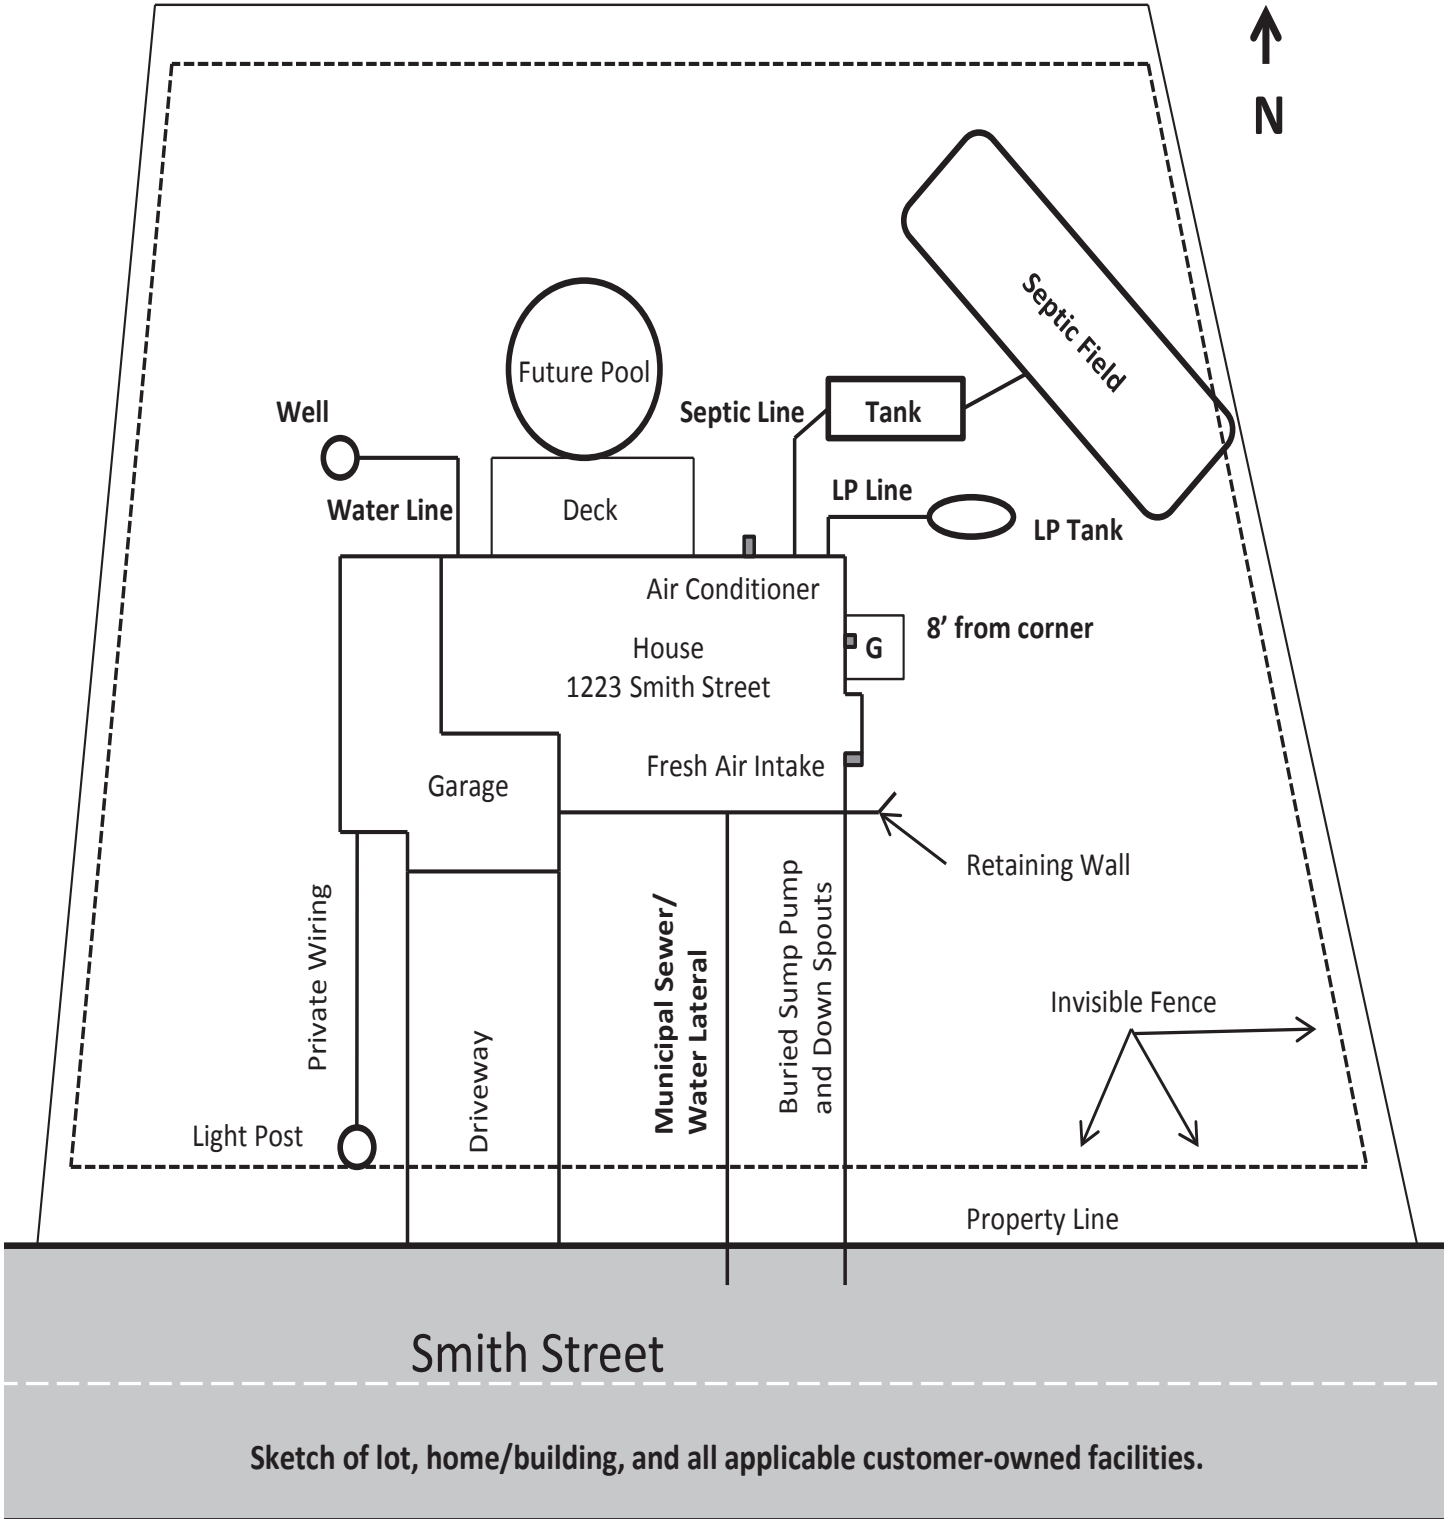 N
Septic Field
Future Pool
Well
Septic Line
Tank
Water Line
Deck
LP Line
LP Tank
Air Conditioner
House
1223 Smith Street
G
8’ from corner
Fresh Air Intake
Garage
Retaining Wall
Private Wiring
Driveway
Municipal Sewer/
Water Lateral
Buried Sump Pump
and Down Spouts
Invisible Fence
Light Post
Property Line
Smith Street
Sketch of lot, home/building, and all applicable customer-owned facilities.